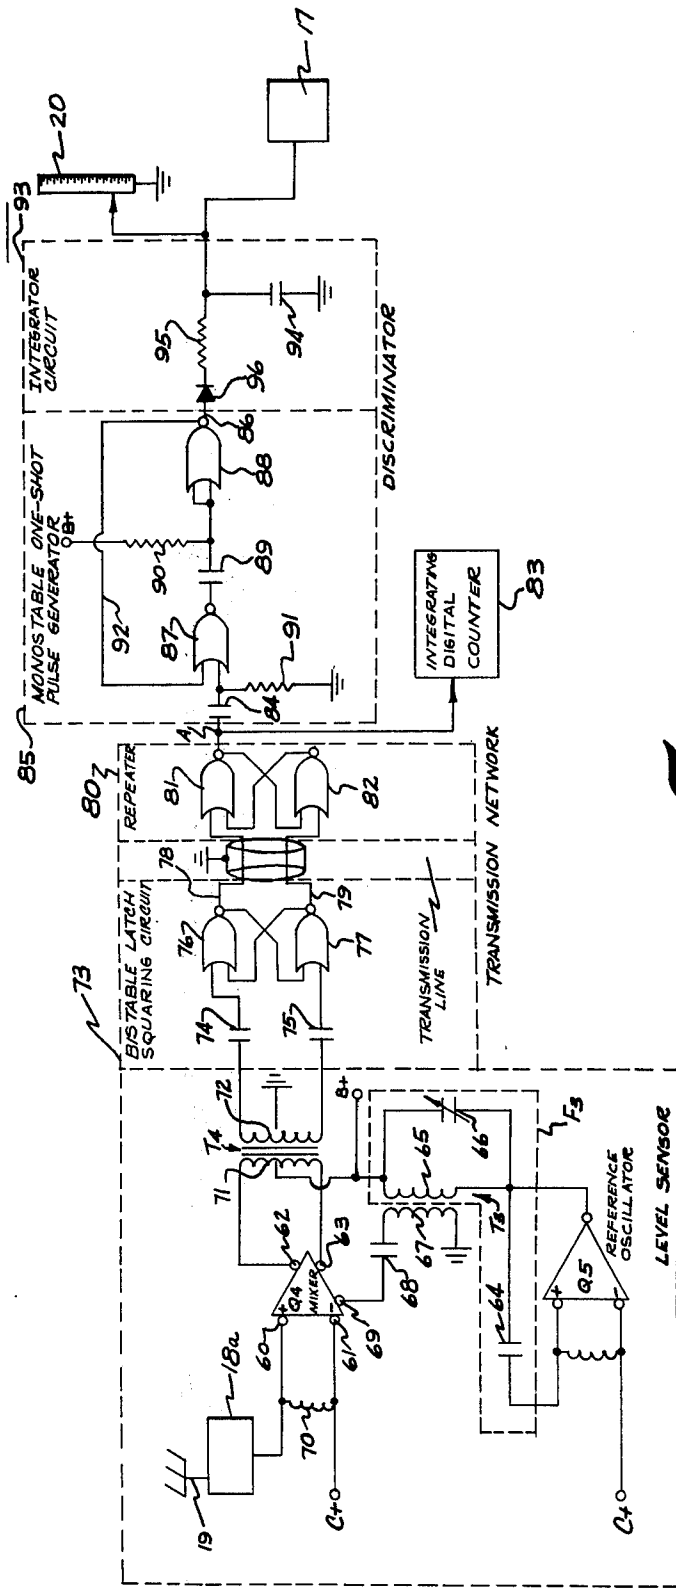 85
93
20
17
INTEGRATOR
CIRCUIT
95
94
96
MONOSTABLE ONE-SHOT
PULSE GENERATOR
B+
86
88
90
89
92
87
91
84
A
DISCRIMINATOR
INTEGRATING
DIGITAL
COUNTER
83
80
REPEATER
81
82
78
79
73
BISTABLE LATCH
SQUARING CIRCUIT
76
77
74
75
TRANSMISSION
LINE
TRANSMISSION NETWORK
72
T4
71
B+
62
63
Q4
MIXER
+
-
60
61
69
68
67
65
66
T3
F3
64
18a
19
70
C+
REFERENCE
OSCILLATOR
Q5
+
-
C+
LEVEL SENSOR